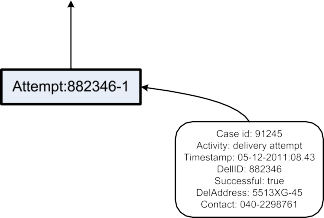 Attempt:882346-1
Case id: 91245
Activity: delivery attempt
Timestamp: 05-12-2011:08.43
DellID: 882346
Successful: true
DelAddress: 5513XG-45
Contact: 040-2298761